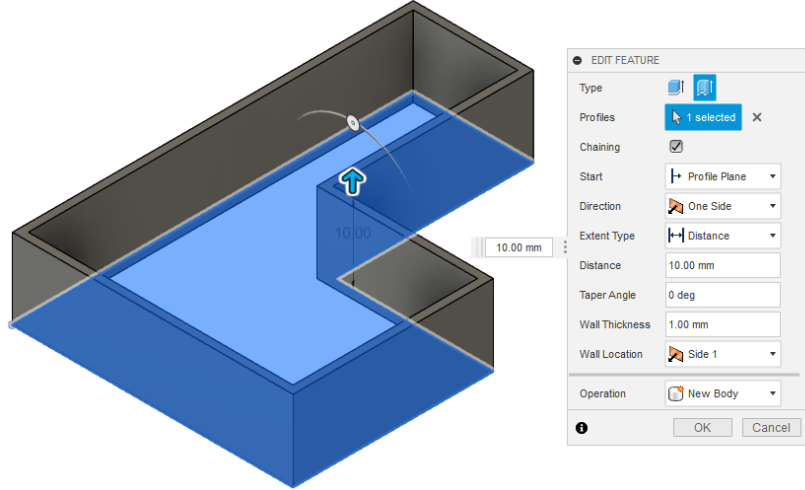 EDIT FEATURE
Type
Profiles 1 selected
Chaining
Start Profile Plane
Direction One Side
Extent Type Distance
Distance 10.00 mm
Taper Angle 0 deg
Wall Thickness 1.00 mm
Wall Location Side 1
Operation New Body
OK Cancel
10.00
10.00 mm